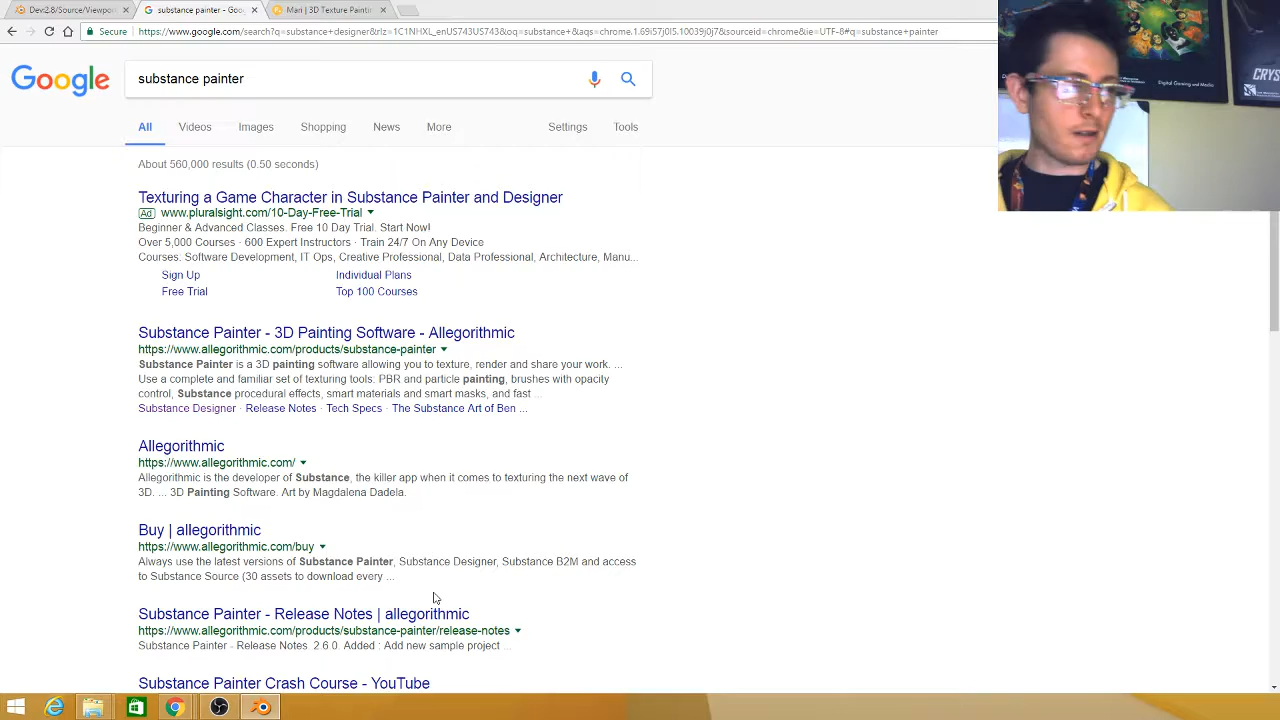 Dev:2.8/Source/Viewpor
substance painter - Goo
Mari | 3D Texture Paintin
Secure
https://www.google.com/search?q=substance+designer&rlz=1C1NHXL_enUS743US743&oq=substance+&aqs=chrome.1.69i57j0l5.10039j0j7&sourceid=chrome&ie=UTF-8#q=substance+painter
Google
substance painter
All Videos Images Shopping News More Settings Tools
About 560,000 results (0.50 seconds)
Texturing a Game Character in Substance Painter and Designer
Ad www.pluralsight.com/10-Day-Free-Trial
Beginner & Advanced Classes. Free 10 Day Trial. Start Now!
Over 5,000 Courses · 600 Expert Instructors · Train 24/7 On Any Device
Courses: Software Development, IT Ops, Creative Professional, Data Professional, Architecture, Manu...
Sign Up Individual Plans
Free Trial Top 100 Courses
Substance Painter - 3D Painting Software - Allegorithmic
https://www.allegorithmic.com/products/substance-painter
Substance Painter is a 3D painting software allowing you to texture, render and share your work. ...
Use a complete and familiar set of texturing tools: PBR and particle painting, brushes with opacity
control, Substance procedural effects, smart materials and smart masks, and fast ...
Substance Designer · Release Notes · Tech Specs · The Substance Art of Ben ...
Allegorithmic
https://www.allegorithmic.com/
Allegorithmic is the developer of Substance, the killer app when it comes to texturing the next wave of
3D. ... 3D Painting Software. Art by Magdalena Dadela.
Buy | allegorithmic
https://www.allegorithmic.com/buy
Always use the latest versions of Substance Painter, Substance Designer, Substance B2M and access
to Substance Source (30 assets to download every ...
Substance Painter - Release Notes | allegorithmic
https://www.allegorithmic.com/products/substance-painter/release-notes
Substance Painter - Release Notes. 2.6.0. Added : Add new sample project ...
Substance Painter Crash Course - YouTube
Digital Gaming and Media
CRYS